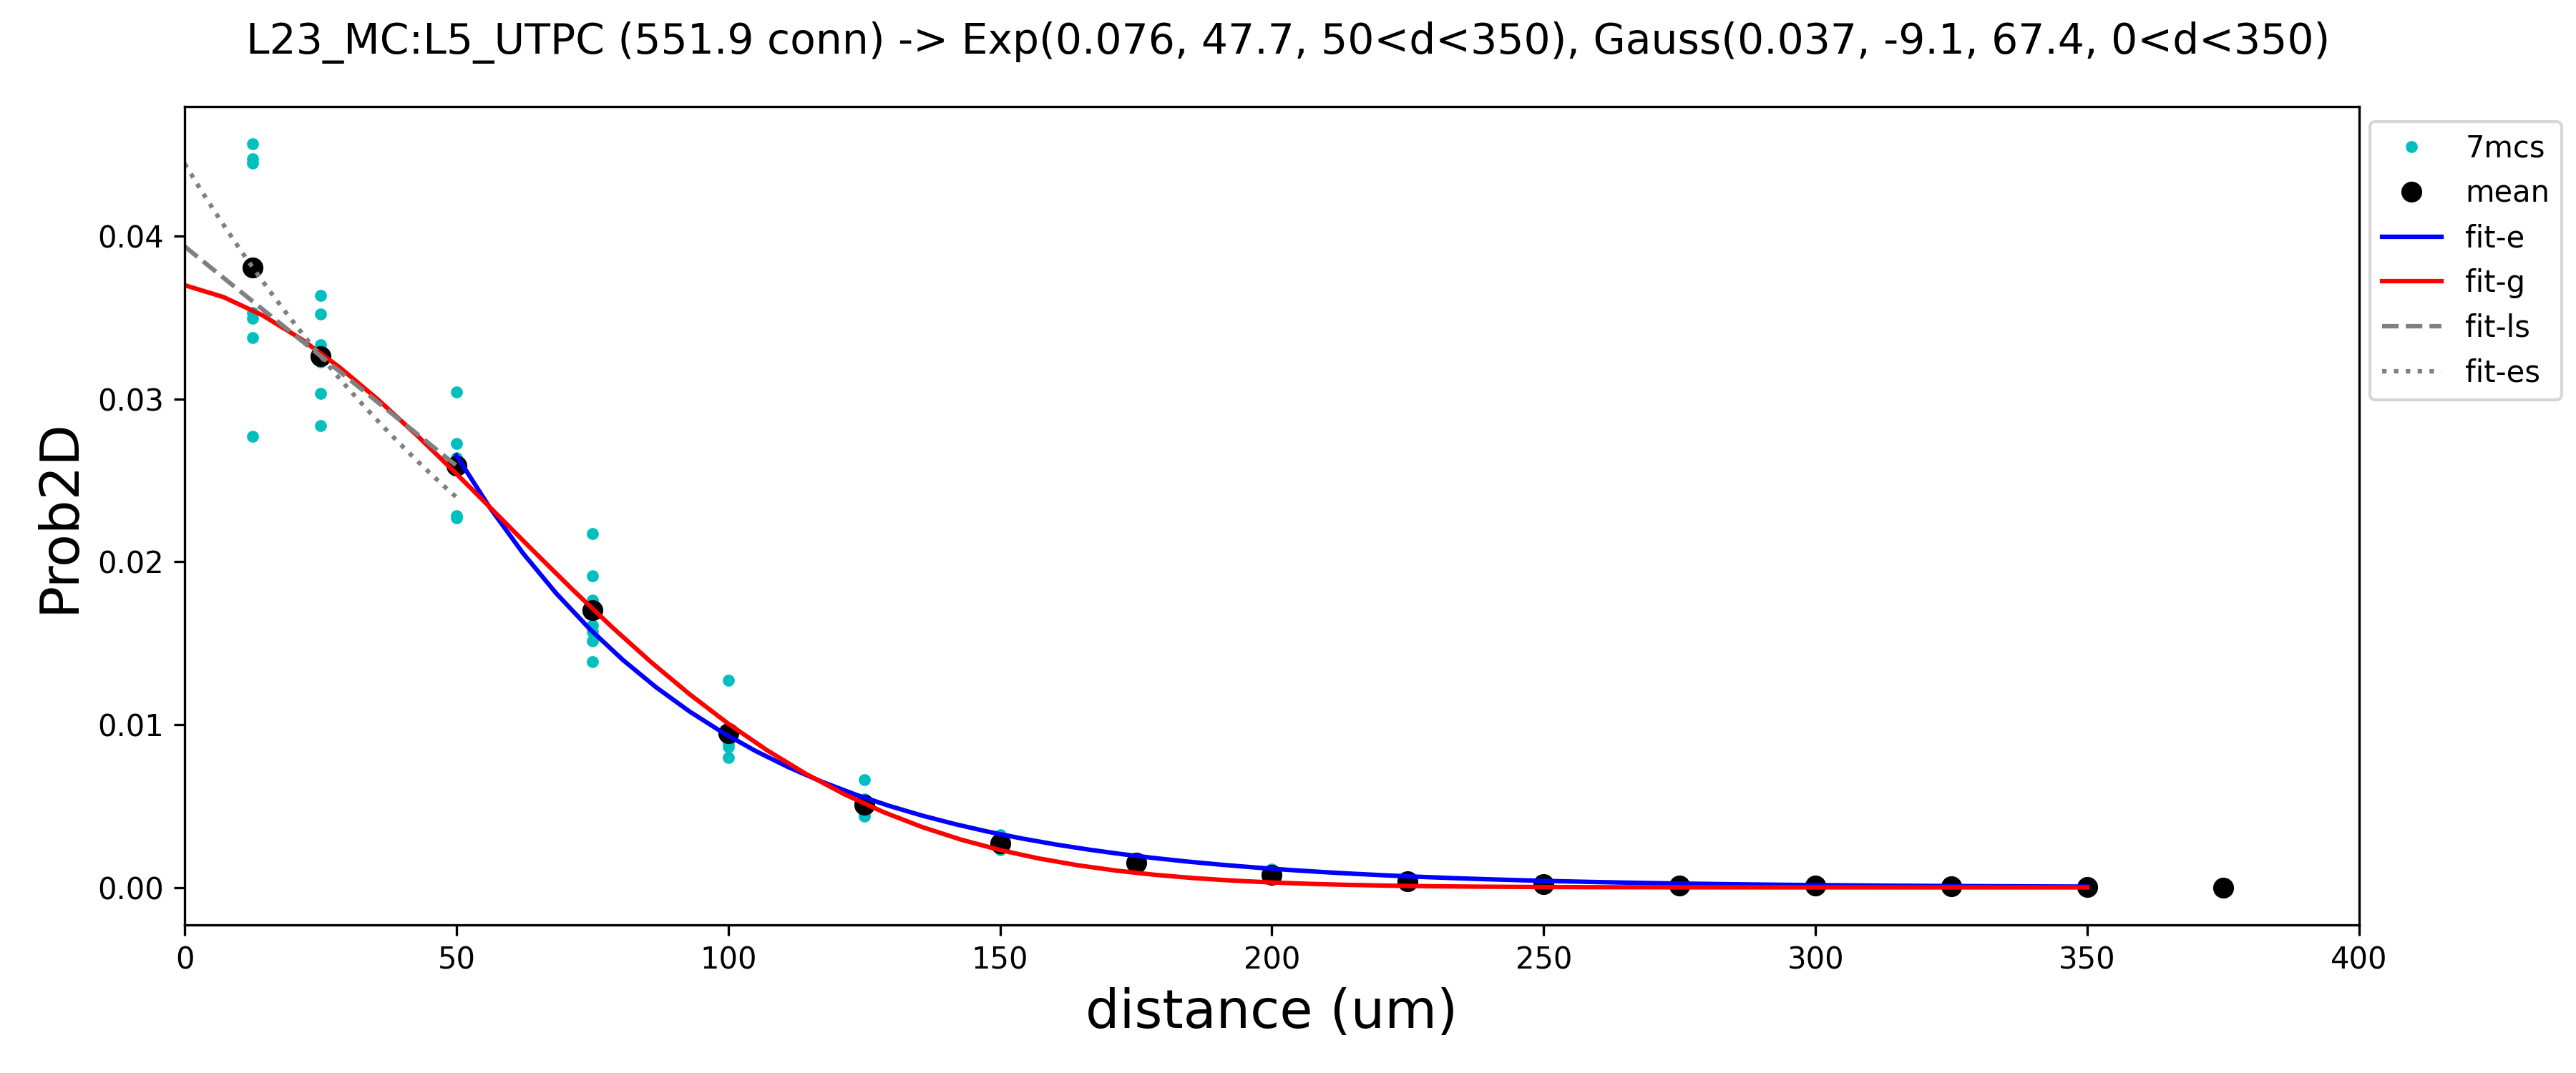 L23_MC:L5_UTPC (551.9 conn) -> Exp(0.076, 47.7, 50<d<350), Gauss(0.037, -9.1, 67.4, 0<d<350)
7mcs
mean
fit-e
fit-g
fit-ls
fit-es
Prob2D
0.04
0.03
0.02
0.01
0.00
0 50 100 150 200 250 300 350 400
distance (um)